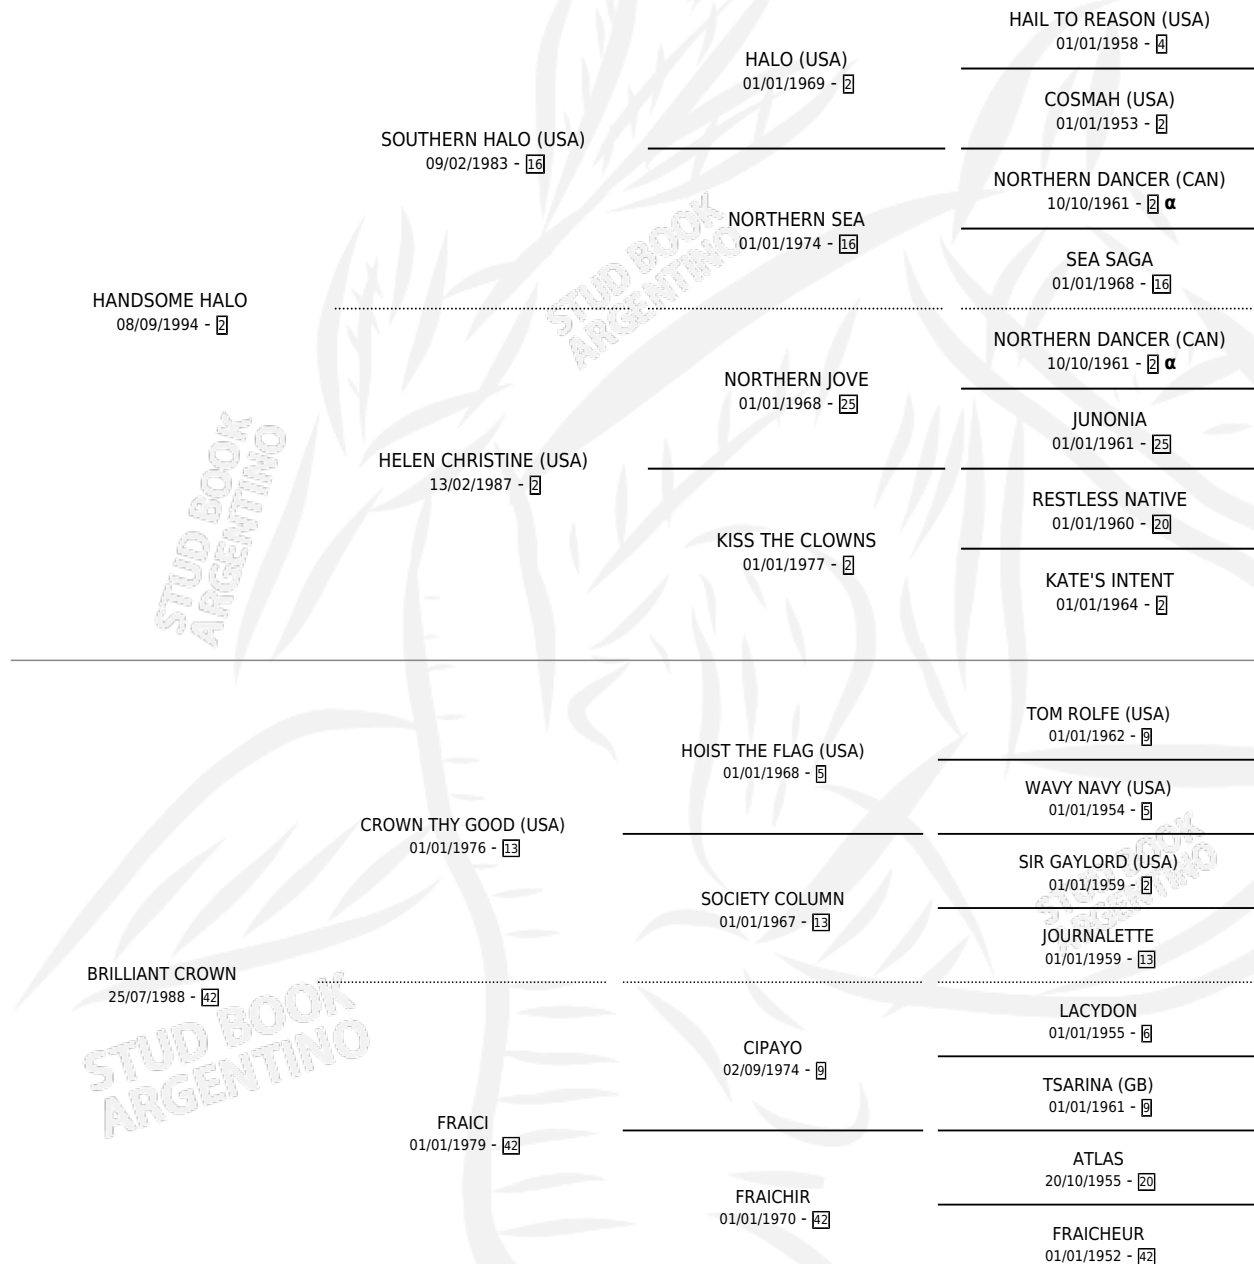 HANDSOME HALO
08/09/1994 - 2
SOUTHERN HALO (USA)
09/02/1983 - 16
HALO (USA)
01/01/1969 - 2
HAIL TO REASON (USA)
01/01/1958 - 4
COSMAH (USA)
01/01/1953 - 2
NORTHERN SEA
01/01/1974 - 16
NORTHERN DANCER (CAN)
10/10/1961 - 2 α
SEA SAGA
01/01/1968 - 16
HELEN CHRISTINE (USA)
13/02/1987 - 2
NORTHERN JOVE
01/01/1968 - 25
NORTHERN DANCER (CAN)
10/10/1961 - 2 α
JUNONIA
01/01/1961 - 25
KISS THE CLOWNS
01/01/1977 - 2
RESTLESS NATIVE
01/01/1960 - 20
KATE'S INTENT
01/01/1964 - 2
BRILLIANT CROWN
25/07/1988 - 42
CROWN THY GOOD (USA)
01/01/1976 - 13
HOIST THE FLAG (USA)
01/01/1968 - 5
TOM ROLFE (USA)
01/01/1962 - 9
WAVY NAVY (USA)
01/01/1954 - 5
SOCIETY COLUMN
01/01/1967 - 13
SIR GAYLORD (USA)
01/01/1959 - 2
JOURNALETTE
01/01/1959 - 13
FRAICI
01/01/1979 - 42
CIPAYO
02/09/1974 - 9
LACYDON
01/01/1955 - 6
TSARINA (GB)
01/01/1961 - 9
FRAICHIR
01/01/1970 - 42
ATLAS
20/10/1955 - 20
FRAICHEUR
01/01/1952 - 42
STUD BOOK
ARGENTINO
STUD BOOK
ARGENTINO
STUD BOOK
ARGENTINO
STUD BOOK
ARGENTINO